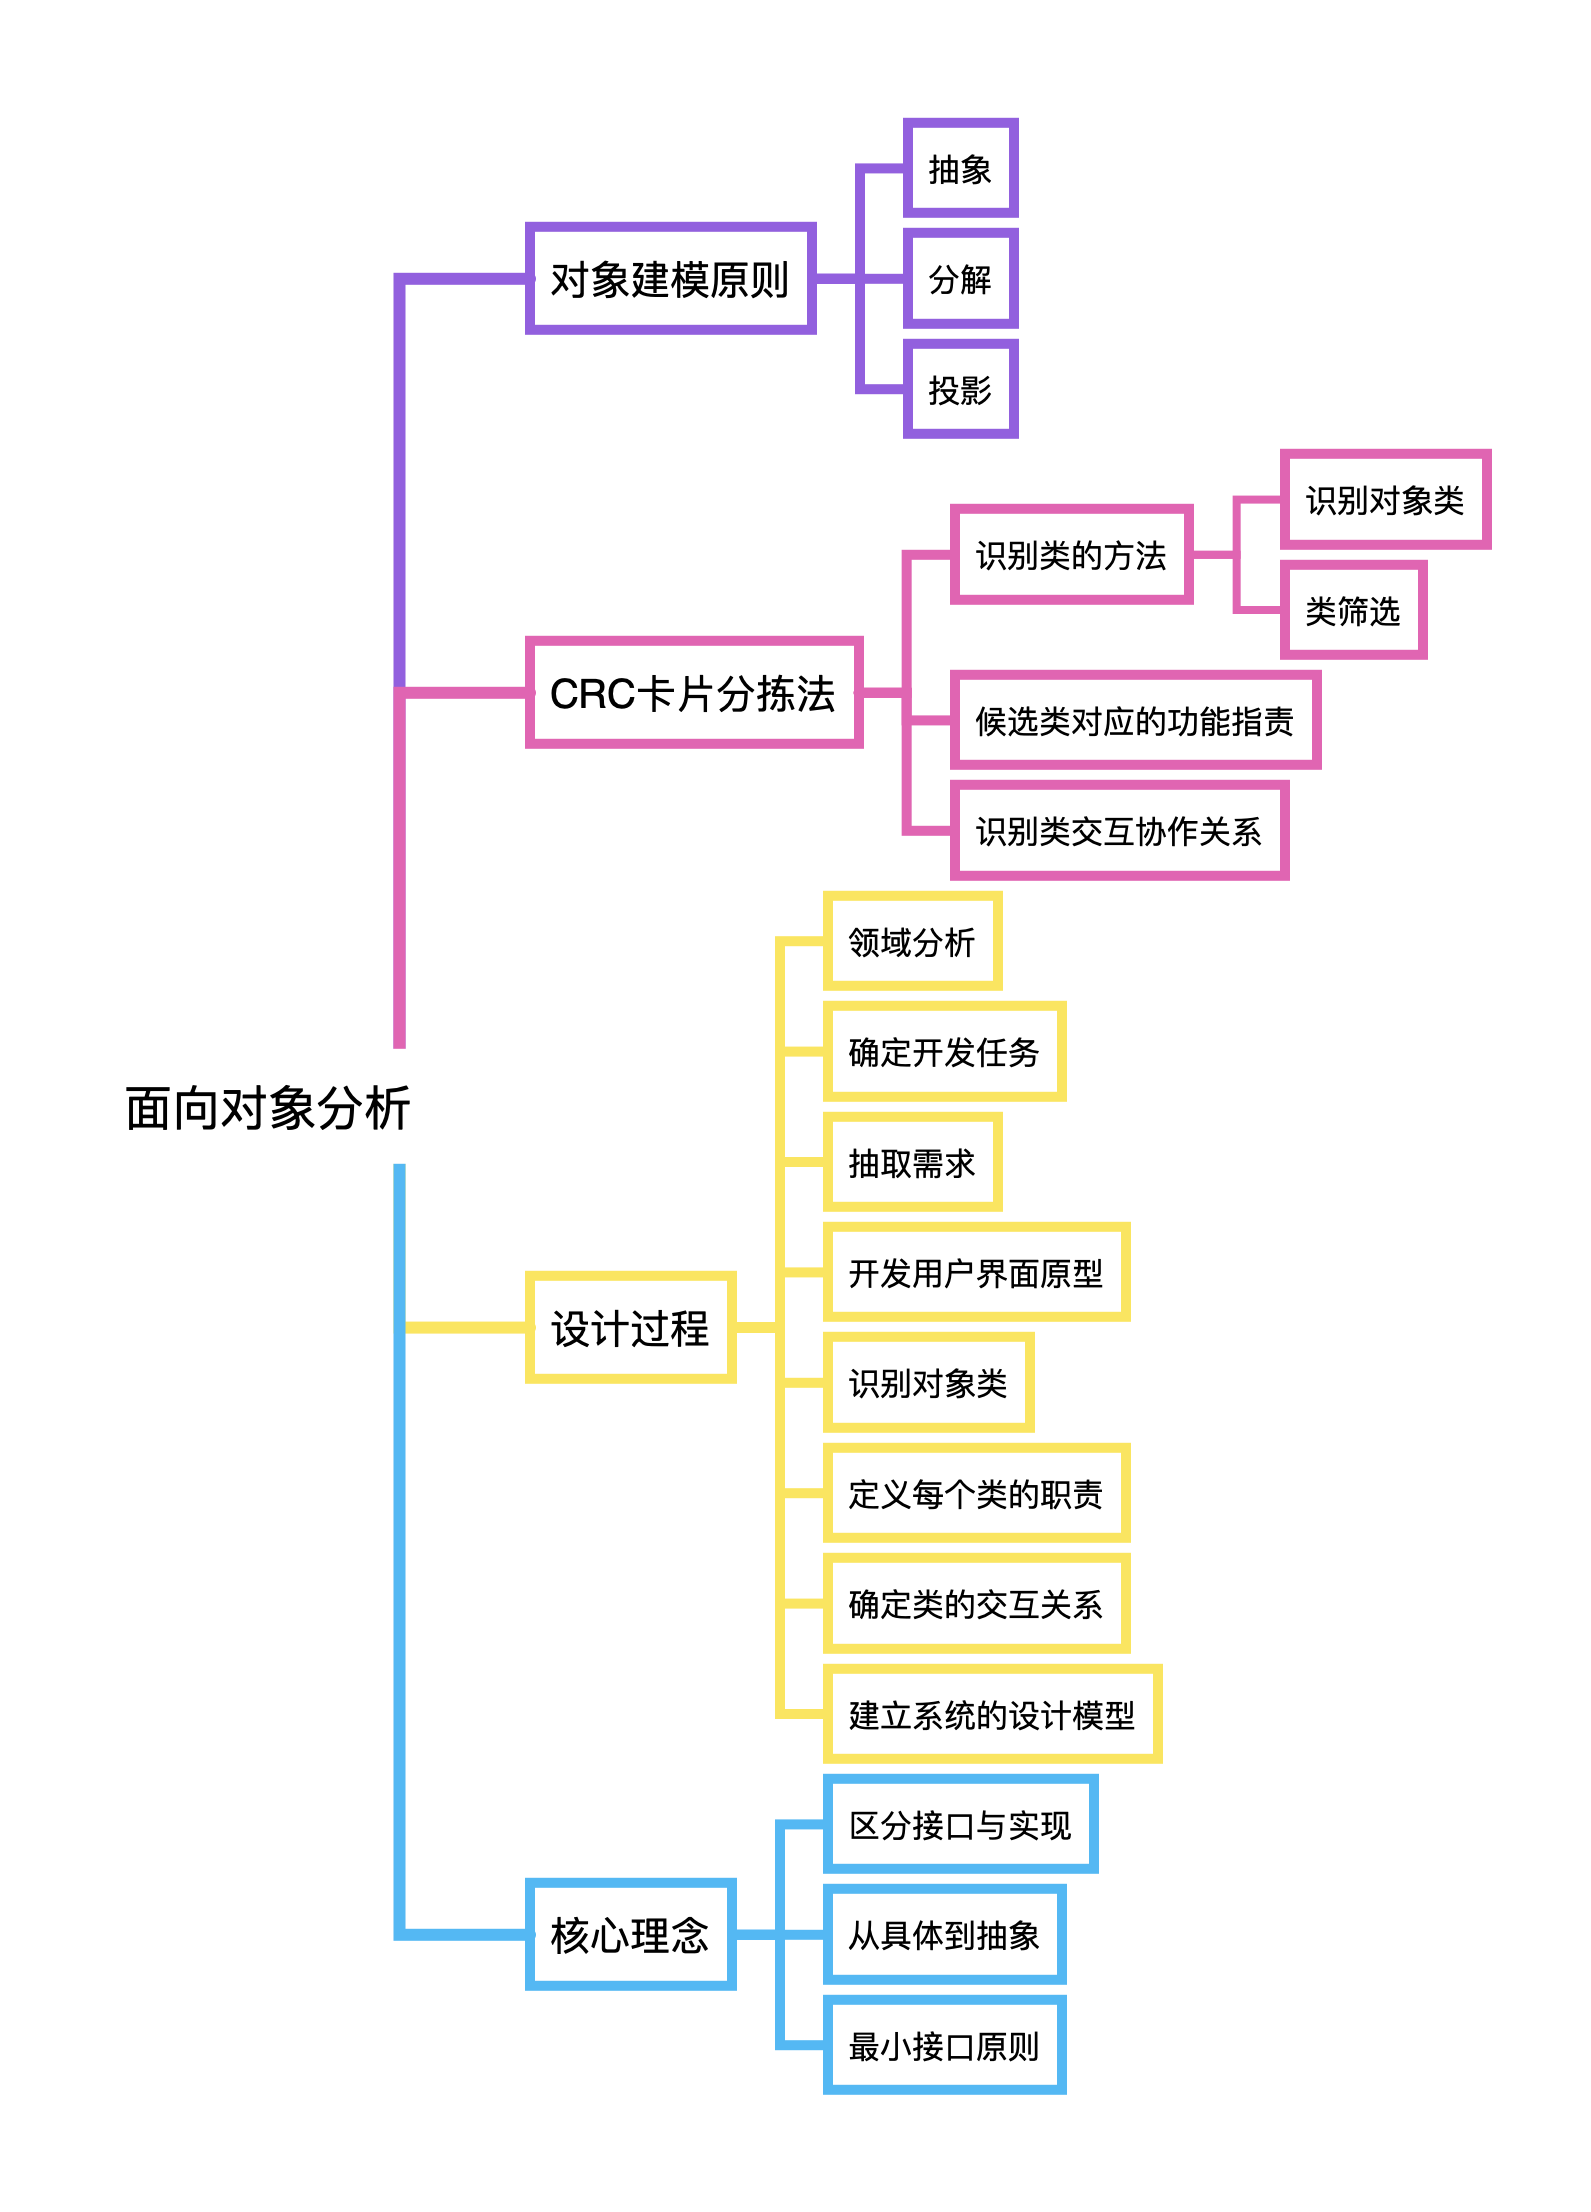 面向对象分析
对象建模原则
抽象
分解
投影
CRC卡片分拣法
识别类的方法
识别对象类
类筛选
候选类对应的功能指责
识别类交互协作关系
设计过程
领域分析
确定开发任务
抽取需求
开发用户界面原型
识别对象类
定义每个类的职责
确定类的交互关系
建立系统的设计模型
核心理念
区分接口与实现
从具体到抽象
最小接口原则